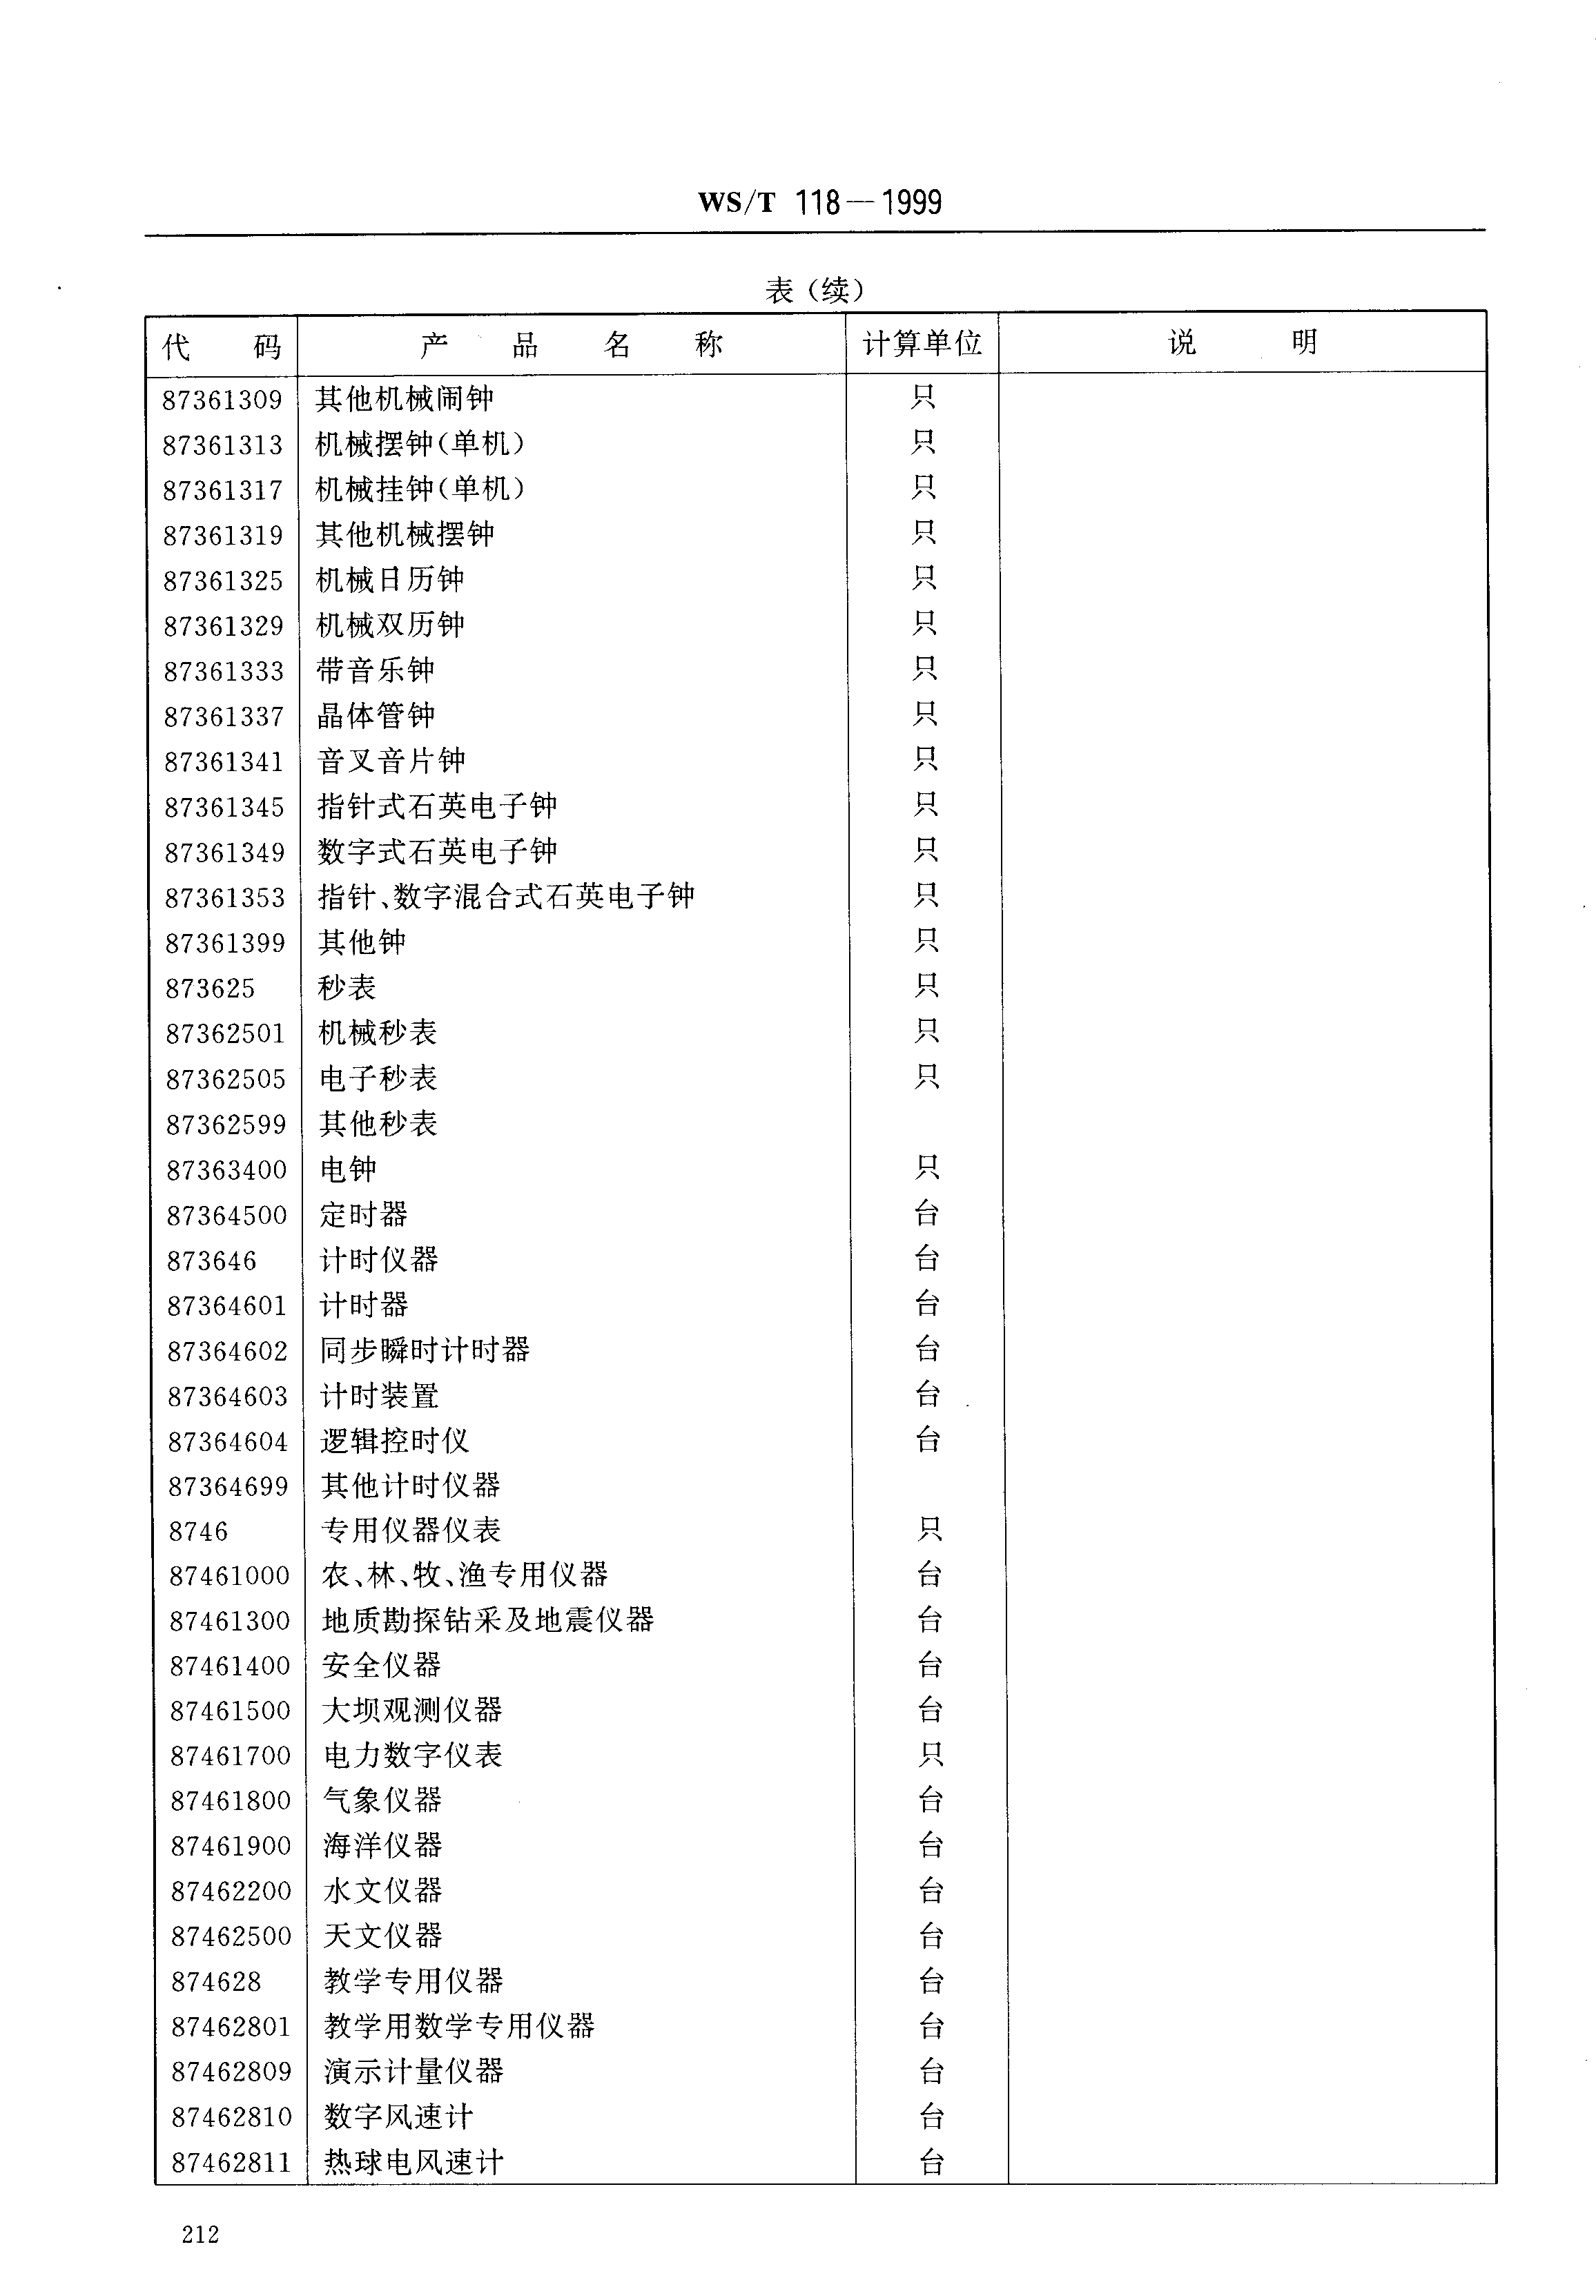 WS/T 118—1999
表(续)
代 码 产 品 名 称 计算单位 说 明
87361309 其他机械闹钟 只
87361313 机械摆钟(单机) 只
87361317 机械挂钟(单机) 只
87361319 其他机械摆钟 只
87361325 机械日历钟 只
87361329 机械双历钟 只
87361333 带音乐钟 只
87361337 晶体管钟 只
87361341 音叉音片钟 只
87361345 指针式石英电子钟 只
87361349 数字式石英电子钟 只
87361353 指针、数字混合式石英电子钟 只
87361399 其他钟 只
873625 秒表 只
87362501 机械秒表 只
87362505 电子秒表 只
87362599 其他秒表
87363400 电钟 只
87364500 定时器 台
873646 计时仪器 台
87364601 计时器 台
87364602 同步瞬时计时器 台
87364603 计时装置 台
87364604 逻辑控时仪 台
87364699 其他计时仪器
8746 专用仪器仪表 只
87461000 农、林、牧、渔专用仪器 台
87461300 地质勘探钻采及地震仪器 台
87461400 安全仪器 台
87461500 大坝观测仪器 台
87461700 电力数字仪表 只
87461800 气象仪器 台
87461900 海洋仪器 台
87462200 水文仪器 台
87462500 天文仪器 台
874628 教学专用仪器 台
87462801 教学用数学专用仪器 台
87462809 演示计量仪器 台
87462810 数字风速计 台
87462811 热球电风速计 台
212